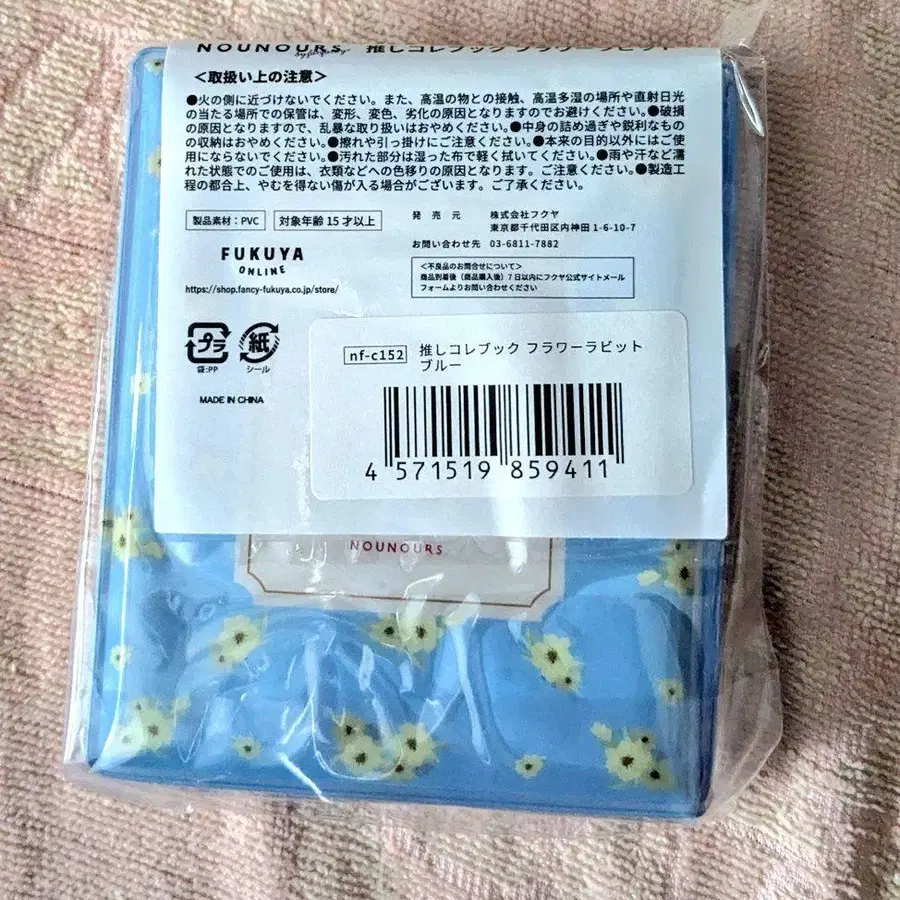 NOUNOURS 推しコレブック フラワーラビット
＜取扱い上の注意＞
●火の側に近づけないでください。また、高温の物との接触、高温多湿の場所や直射日光
の当たる場所での保管は、変形、変色、劣化の原因となりますのでお避けください。●破損
の原因となりますので、乱暴な取り扱いはおやめください。●中身の詰め過ぎや鋭利なもの
の収納はおやめください。●擦れや引っ掛けにご注意ください。●本来の目的以外にはご使
用にならないでください。●汚れた部分は湿った布で軽く拭いてください。●雨や汗など濡
れた状態でのご使用は、衣類などへの色移りの原因となります。ご注意ください。●製造工
程の都合上、やむを得ない傷が入る場合がございます。ご了承ください。
製品素材：PVC
対象年齢 15 才以上
発売元 株式会社フクヤ
東京都千代田区内神田 1-6-10-7
お問い合わせ先 03-6811-7882
FUKUYA
ONLINE
https://shop.fancy-fukuya.co.jp/store/
＜不良品のお問合せについて＞
商品到着後（商品購入後）7 日以内にフクヤ公式サイトメール
フォームよりお問い合わせください
プラ
袋:PP
紙
シール
MADE IN CHINA
nf-c152 推しコレブック フラワーラビット
ブルー
4 571519 859411
NOUNOURS